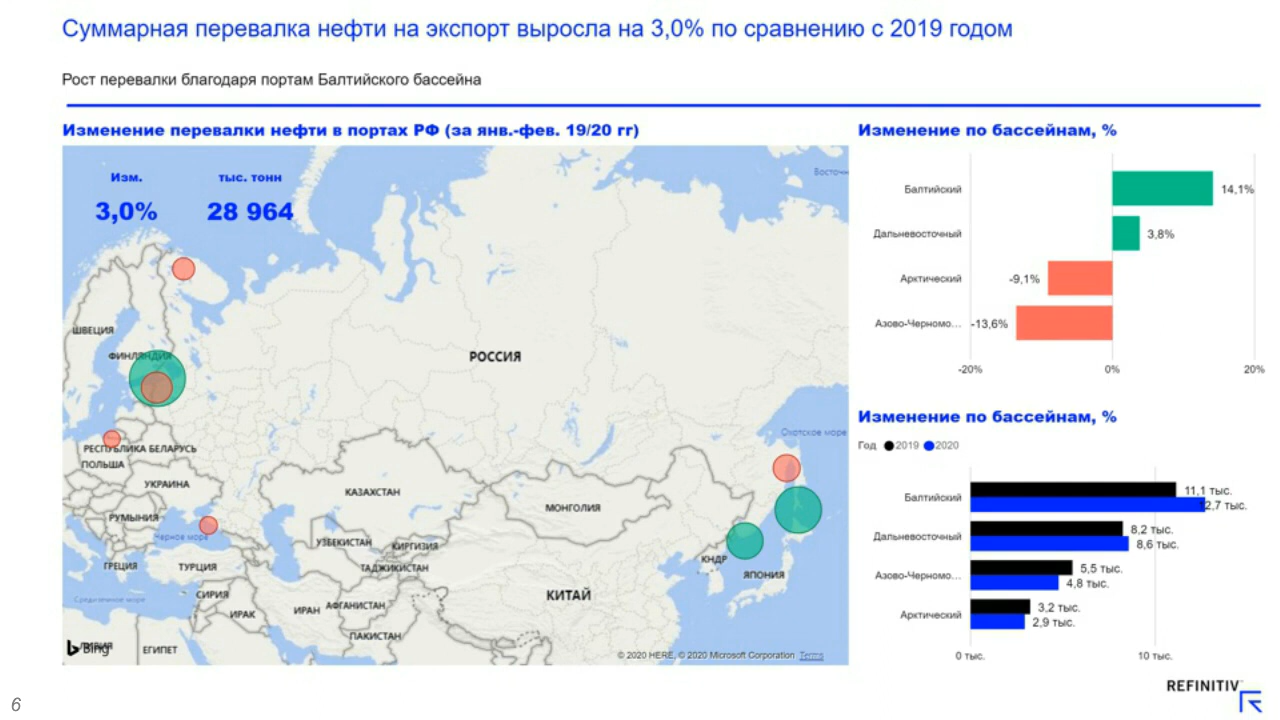 Суммарная перевалка нефти на экспорт выросла на 3,0% по сравнению с 2019 годом
Рост перевалки благодаря портам Балтийского бассейна
Изменение перевалки нефти в портах РФ (за янв.-фев. 19/20 гг)
Изм.
тыс. тонн
3,0%
28 964
Восточн
ШВЕЦИЯ
ФИНЛЯНДИЯ
РОССИЯ
Охотское море
РЕСПУБЛИКА БЕЛАРУСЬ
ПОЛЬША
УКРАИНА
КАЗАХСТАН
МОНГОЛИЯ
РУМЫНИЯ
Черное море
УЗБЕКИСТАН
КИРГИЗИЯ
КНДР
ГРЕЦИЯ
ТУРЦИЯ
ТАДЖИКИСТАН
ЯПОНИЯ
Средиземное море
СИРИЯ
КИТАЙ
ИРАК
ИРАН
АФГАНИСТАН
ПАКИСТАН
ЛИВИЯ
Bing
ЕГИПЕТ
© 2020 HERE, © 2020 Microsoft Corporation Terms
Изменение по бассейнам, %
Балтийский
14,1%
Дальневосточный
3,8%
Арктический
-9,1%
Азово-Черномо...
-13,6%
-20%
0%
20%
Изменение по бассейнам, %
Год 2019 2020
Балтийский
11,1 тыс.
12,7 тыс.
Дальневосточный
8,2 тыс.
8,6 тыс.
Азово-Черномо...
5,5 тыс.
4,8 тыс.
Арктический
3,2 тыс.
2,9 тыс.
0 тыс.
10 тыс.
REFINITIV
6